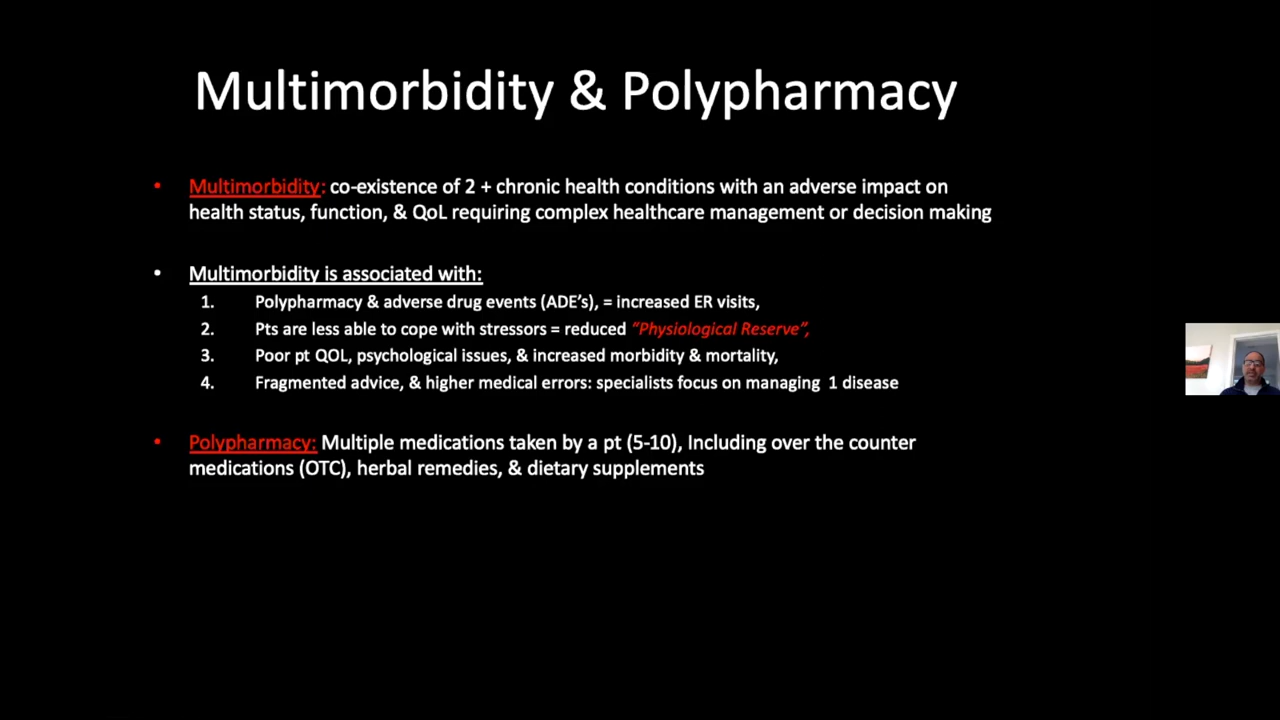 Multimorbidity & Polypharmacy
• Multimorbidity: co-existence of 2 + chronic health conditions with an adverse impact on
health status, function, & QoL requiring complex healthcare management or decision making
• Multimorbidity is associated with:
1. Polypharmacy & adverse drug events (ADE's), = increased ER visits,
2. Pts are less able to cope with stressors = reduced "Physiological Reserve",
3. Poor pt QOL, psychological issues, & increased morbidity & mortality,
4. Fragmented advice, & higher medical errors: specialists focus on managing 1 disease
• Polypharmacy: Multiple medications taken by a pt (5-10), Including over the counter
medications (OTC), herbal remedies, & dietary supplements